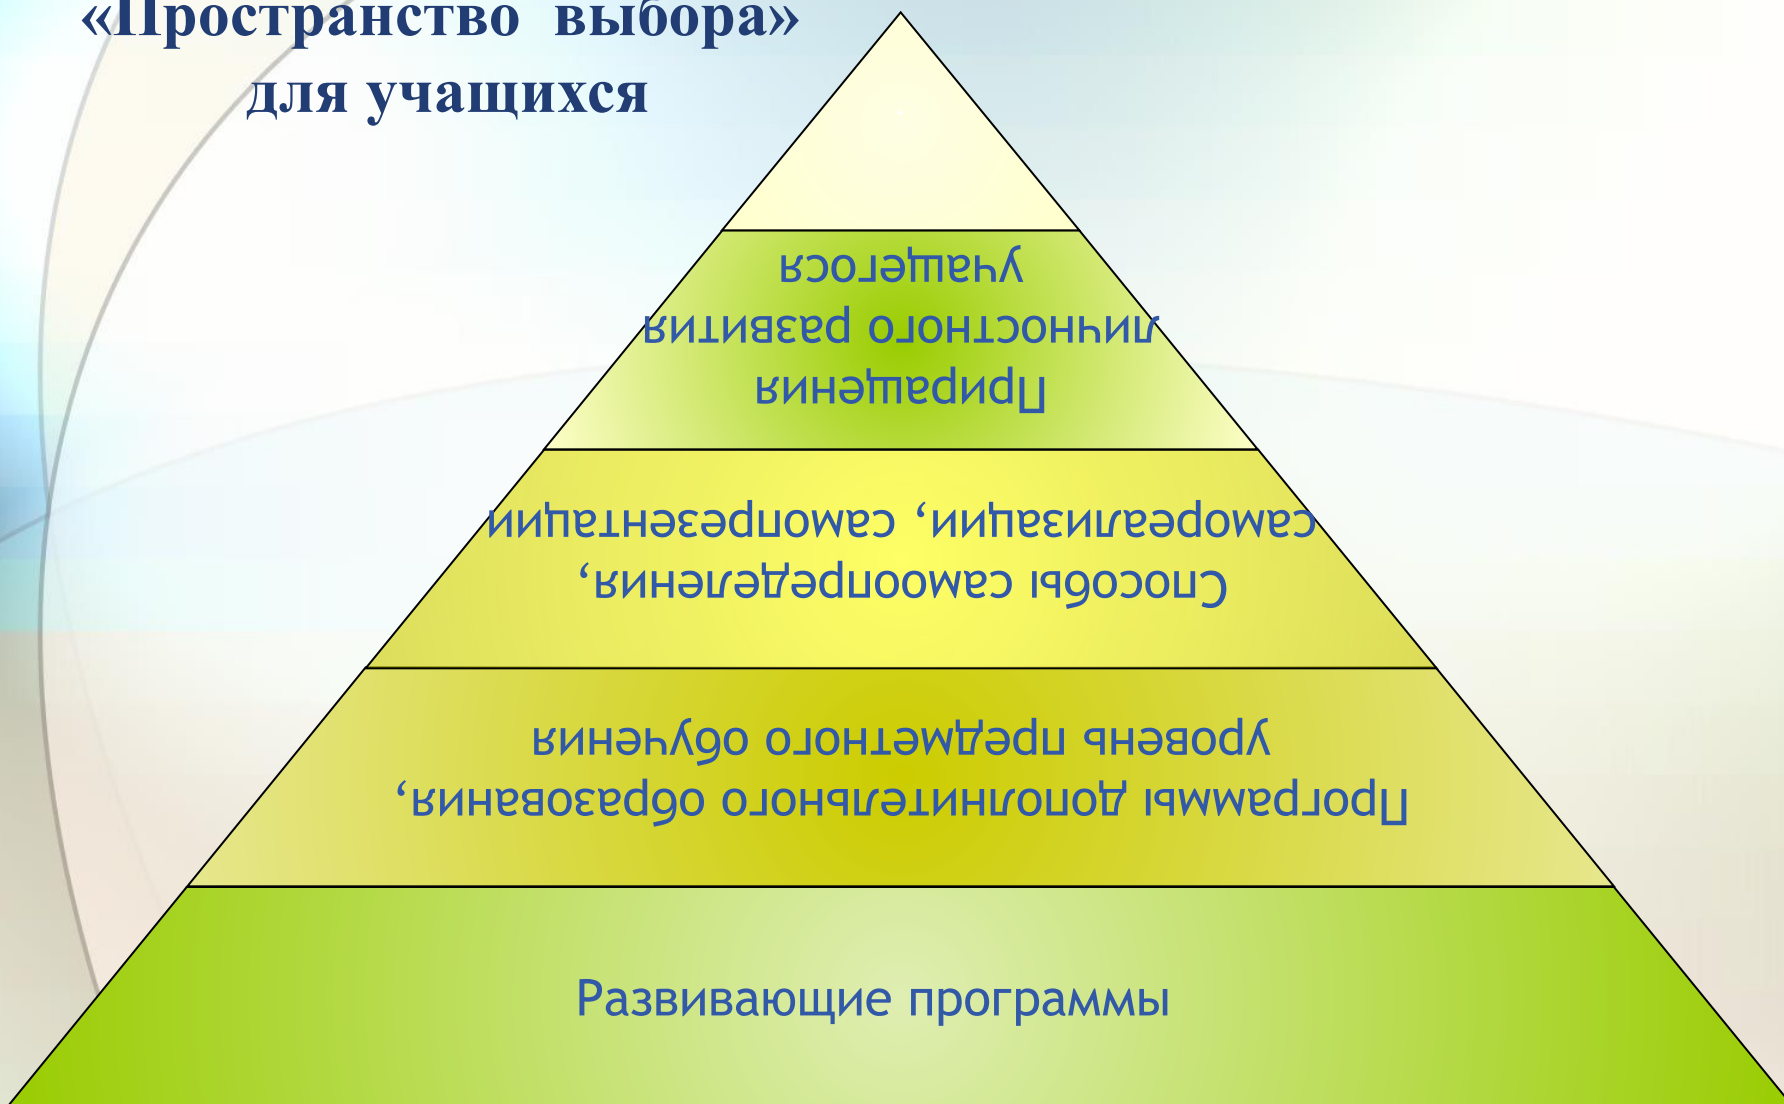 «Пространство выбора»
для учащихся
Приращения
личностного развития
учащегося
Способы самоопределения,
самореализации, самопрезентации
Программы дополнительного образования,
уровень предметного обучения
Развивающие программы